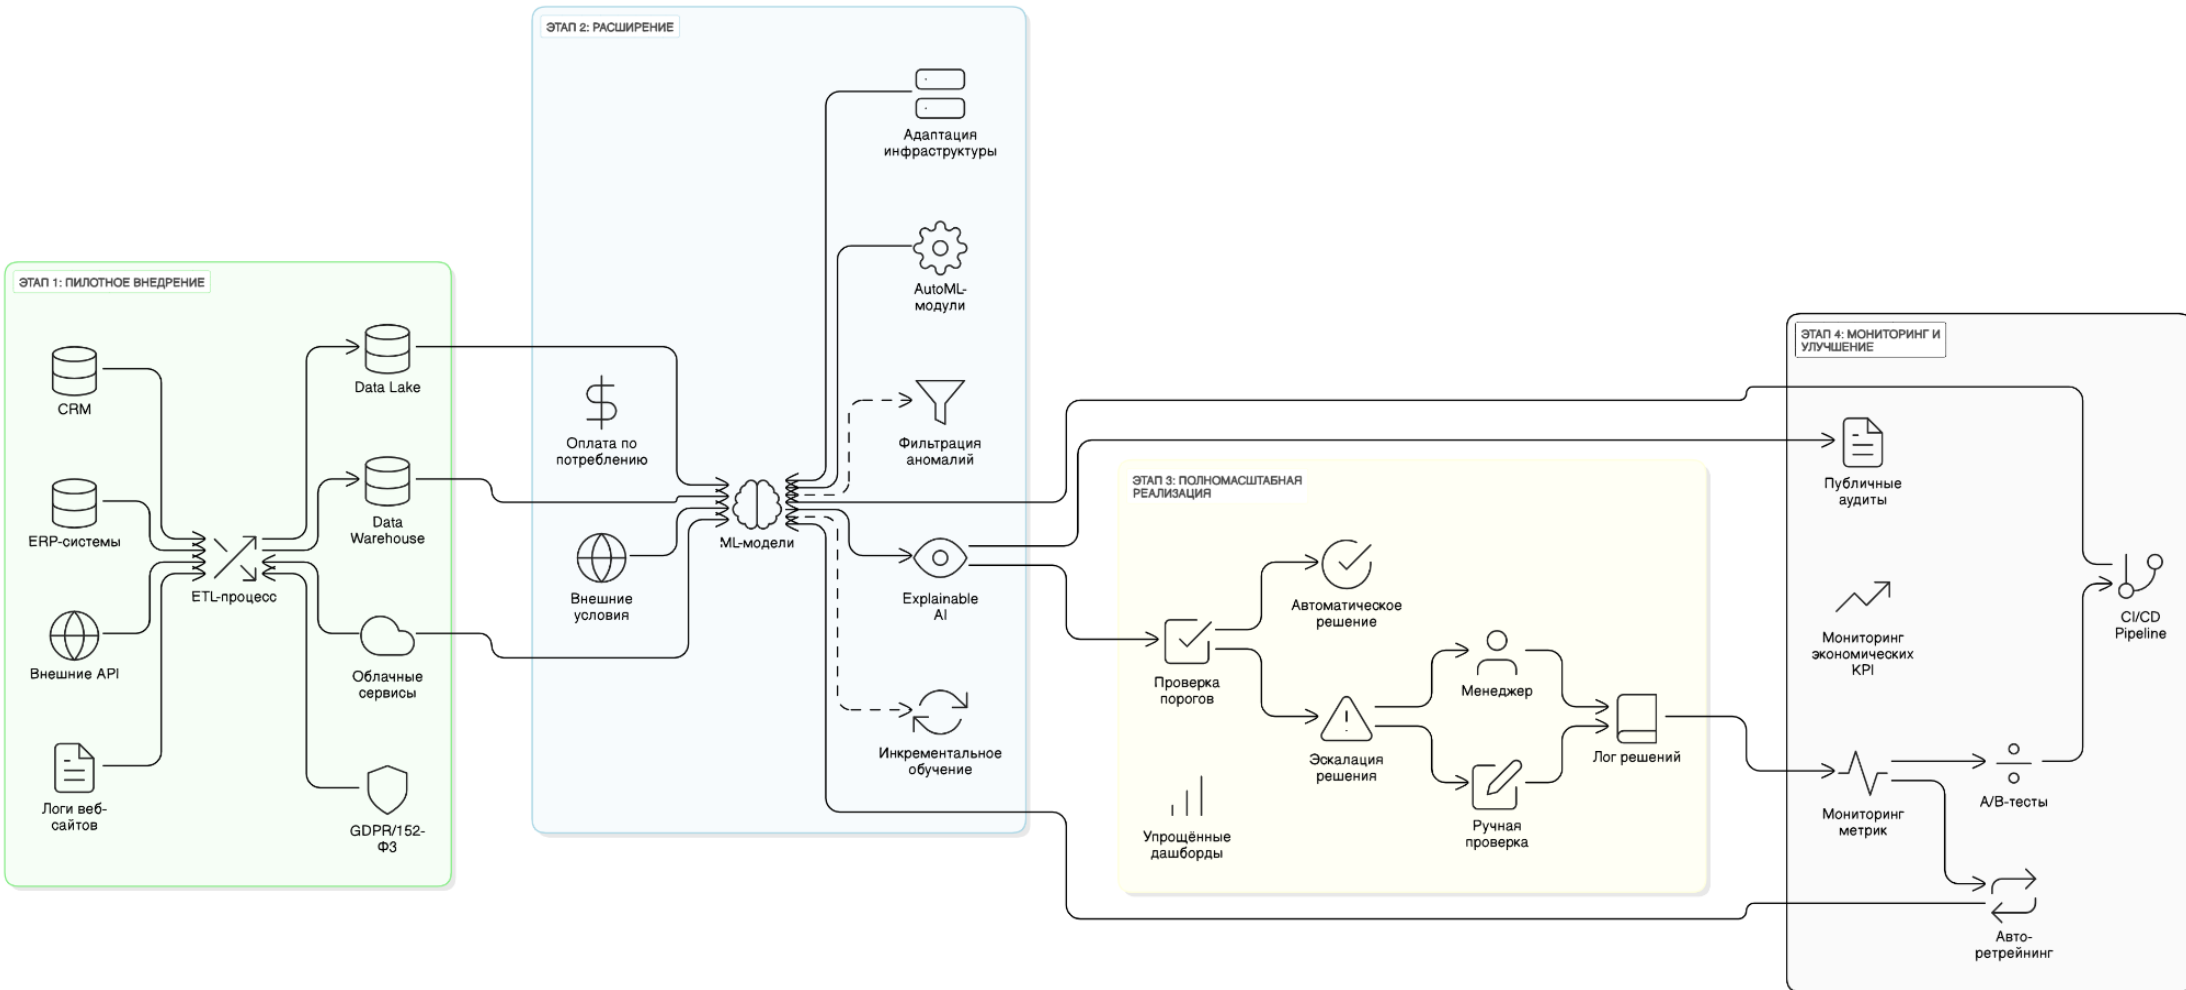 ЭТАП 1: ПИЛОТНОЕ ВНЕДРЕНИЕ
CRM
ERP-системы
Внешние API
Логи веб-
сайтов
ETL-процесс
Data Lake
Data
Warehouse
Облачные
сервисы
GDPR/152-
ФЗ
ЭТАП 2: РАСШИРЕНИЕ
Оплата по
потреблению
Внешние
условия
ML-модели
Адаптация
инфраструктуры
AutoML-
модули
Фильтрация
аномалий
Explainable
AI
Инкрементальное
обучение
ЭТАП 3: ПОЛНОМАСШТАБНАЯ
РЕАЛИЗАЦИЯ
Проверка
порогов
Упрощённые
дашборды
Автоматическое
решение
Эскалация
решения
Менеджер
Ручная
проверка
Лог решений
ЭТАП 4: МОНИТОРИНГ И
УЛУЧШЕНИЕ
Публичные
аудиты
Мониторинг
экономических
KPI
Мониторинг
метрик
A/B-тесты
Авто-
ретрейнинг
CI/CD
Pipeline